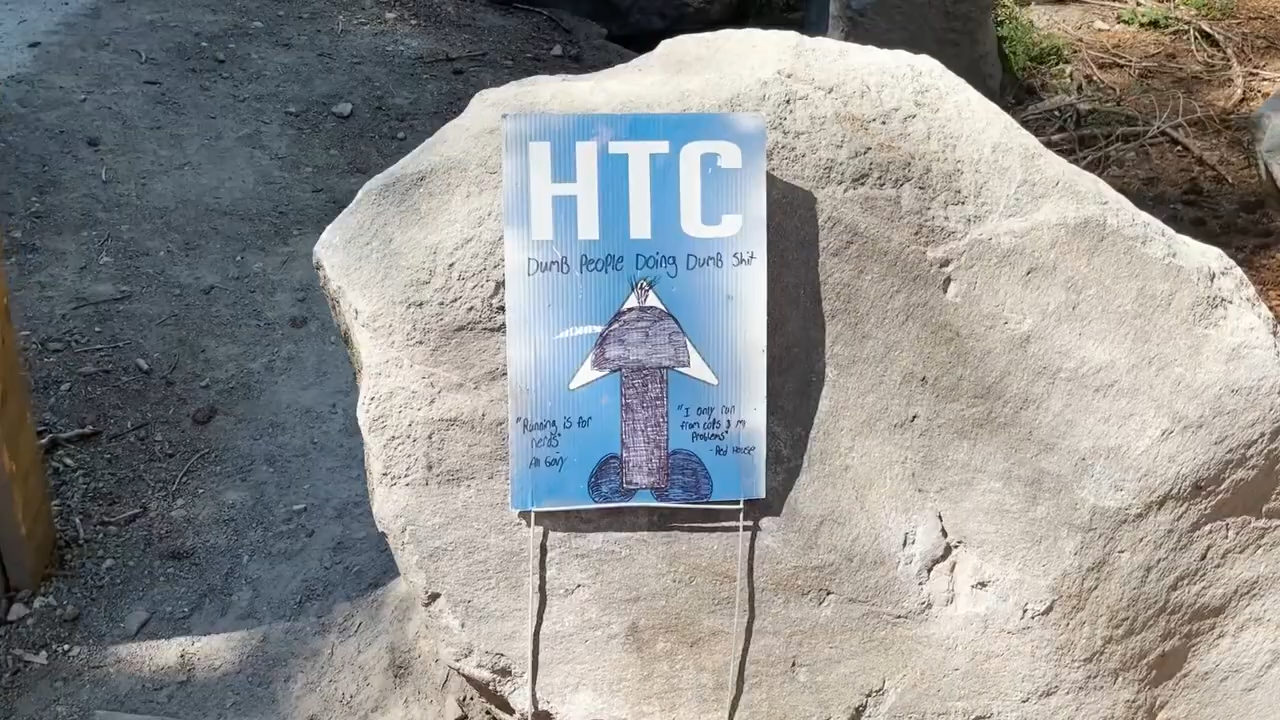 HTC
Dumb People Doing Dumb Shit
"Running is for
nerds"
Ali Gony
"I only run
from cops & my
Problems"
- Red House